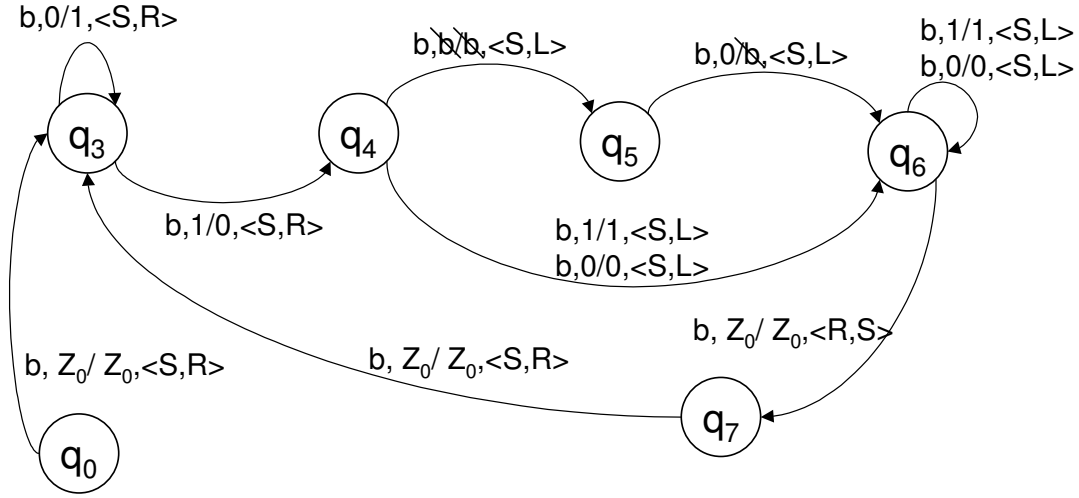 b,0/1,<S,R>
b,b̸/b̸,<S,L>
b,0/b̸,<S,L>
b,1/1,<S,L>
b,0/0,<S,L>
q3
q4
q5
q6
b,1/0,<S,R>
b,1/1,<S,L>
b,0/0,<S,L>
b, Z0/ Z0,<R,S>
b, Z0/ Z0,<S,R>
b, Z0/ Z0,<S,R>
q7
q0